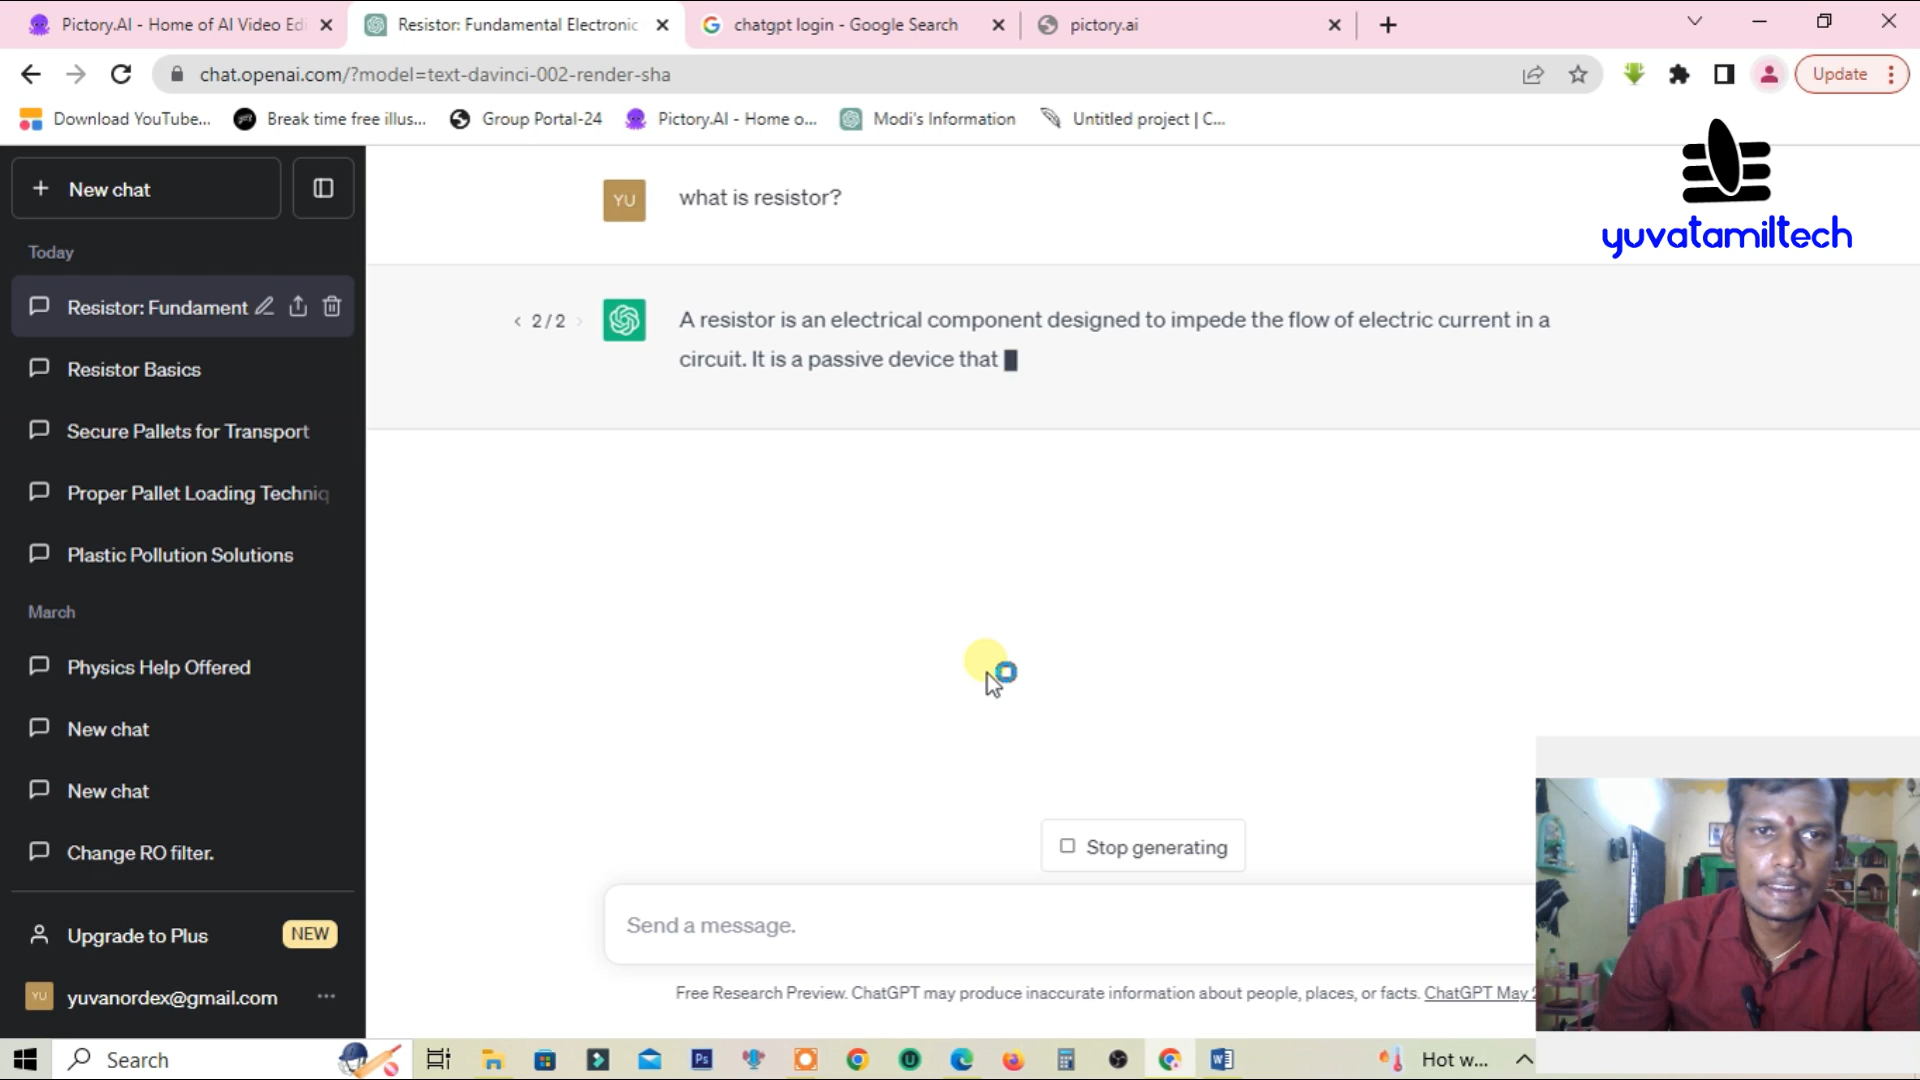 Pictory.AI - Home of AI Video Edi
Resistor: Fundamental Electronic
chatgpt login - Google Search
pictory.ai
chat.openai.com/?model=text-davinci-002-render-sha
Update
Download YouTube...
Break time free illus...
Group Portal-24
Pictory.AI - Home o...
Modi's Information
Untitled project | C...
yuvatamiltech
New chat
Today
Resistor: Fundament
Resistor Basics
Secure Pallets for Transport
Proper Pallet Loading Techniq
Plastic Pollution Solutions
March
Physics Help Offered
New chat
New chat
Change RO filter.
Upgrade to Plus
NEW
YU
yuvanordex@gmail.com
YU
what is resistor?
2 / 2
A resistor is an electrical component designed to impede the flow of electric current in a
circuit. It is a passive device that
Stop generating
Send a message.
Free Research Preview. ChatGPT may produce inaccurate information about people, places, or facts. ChatGPT May
Search
Ps
Hot w...